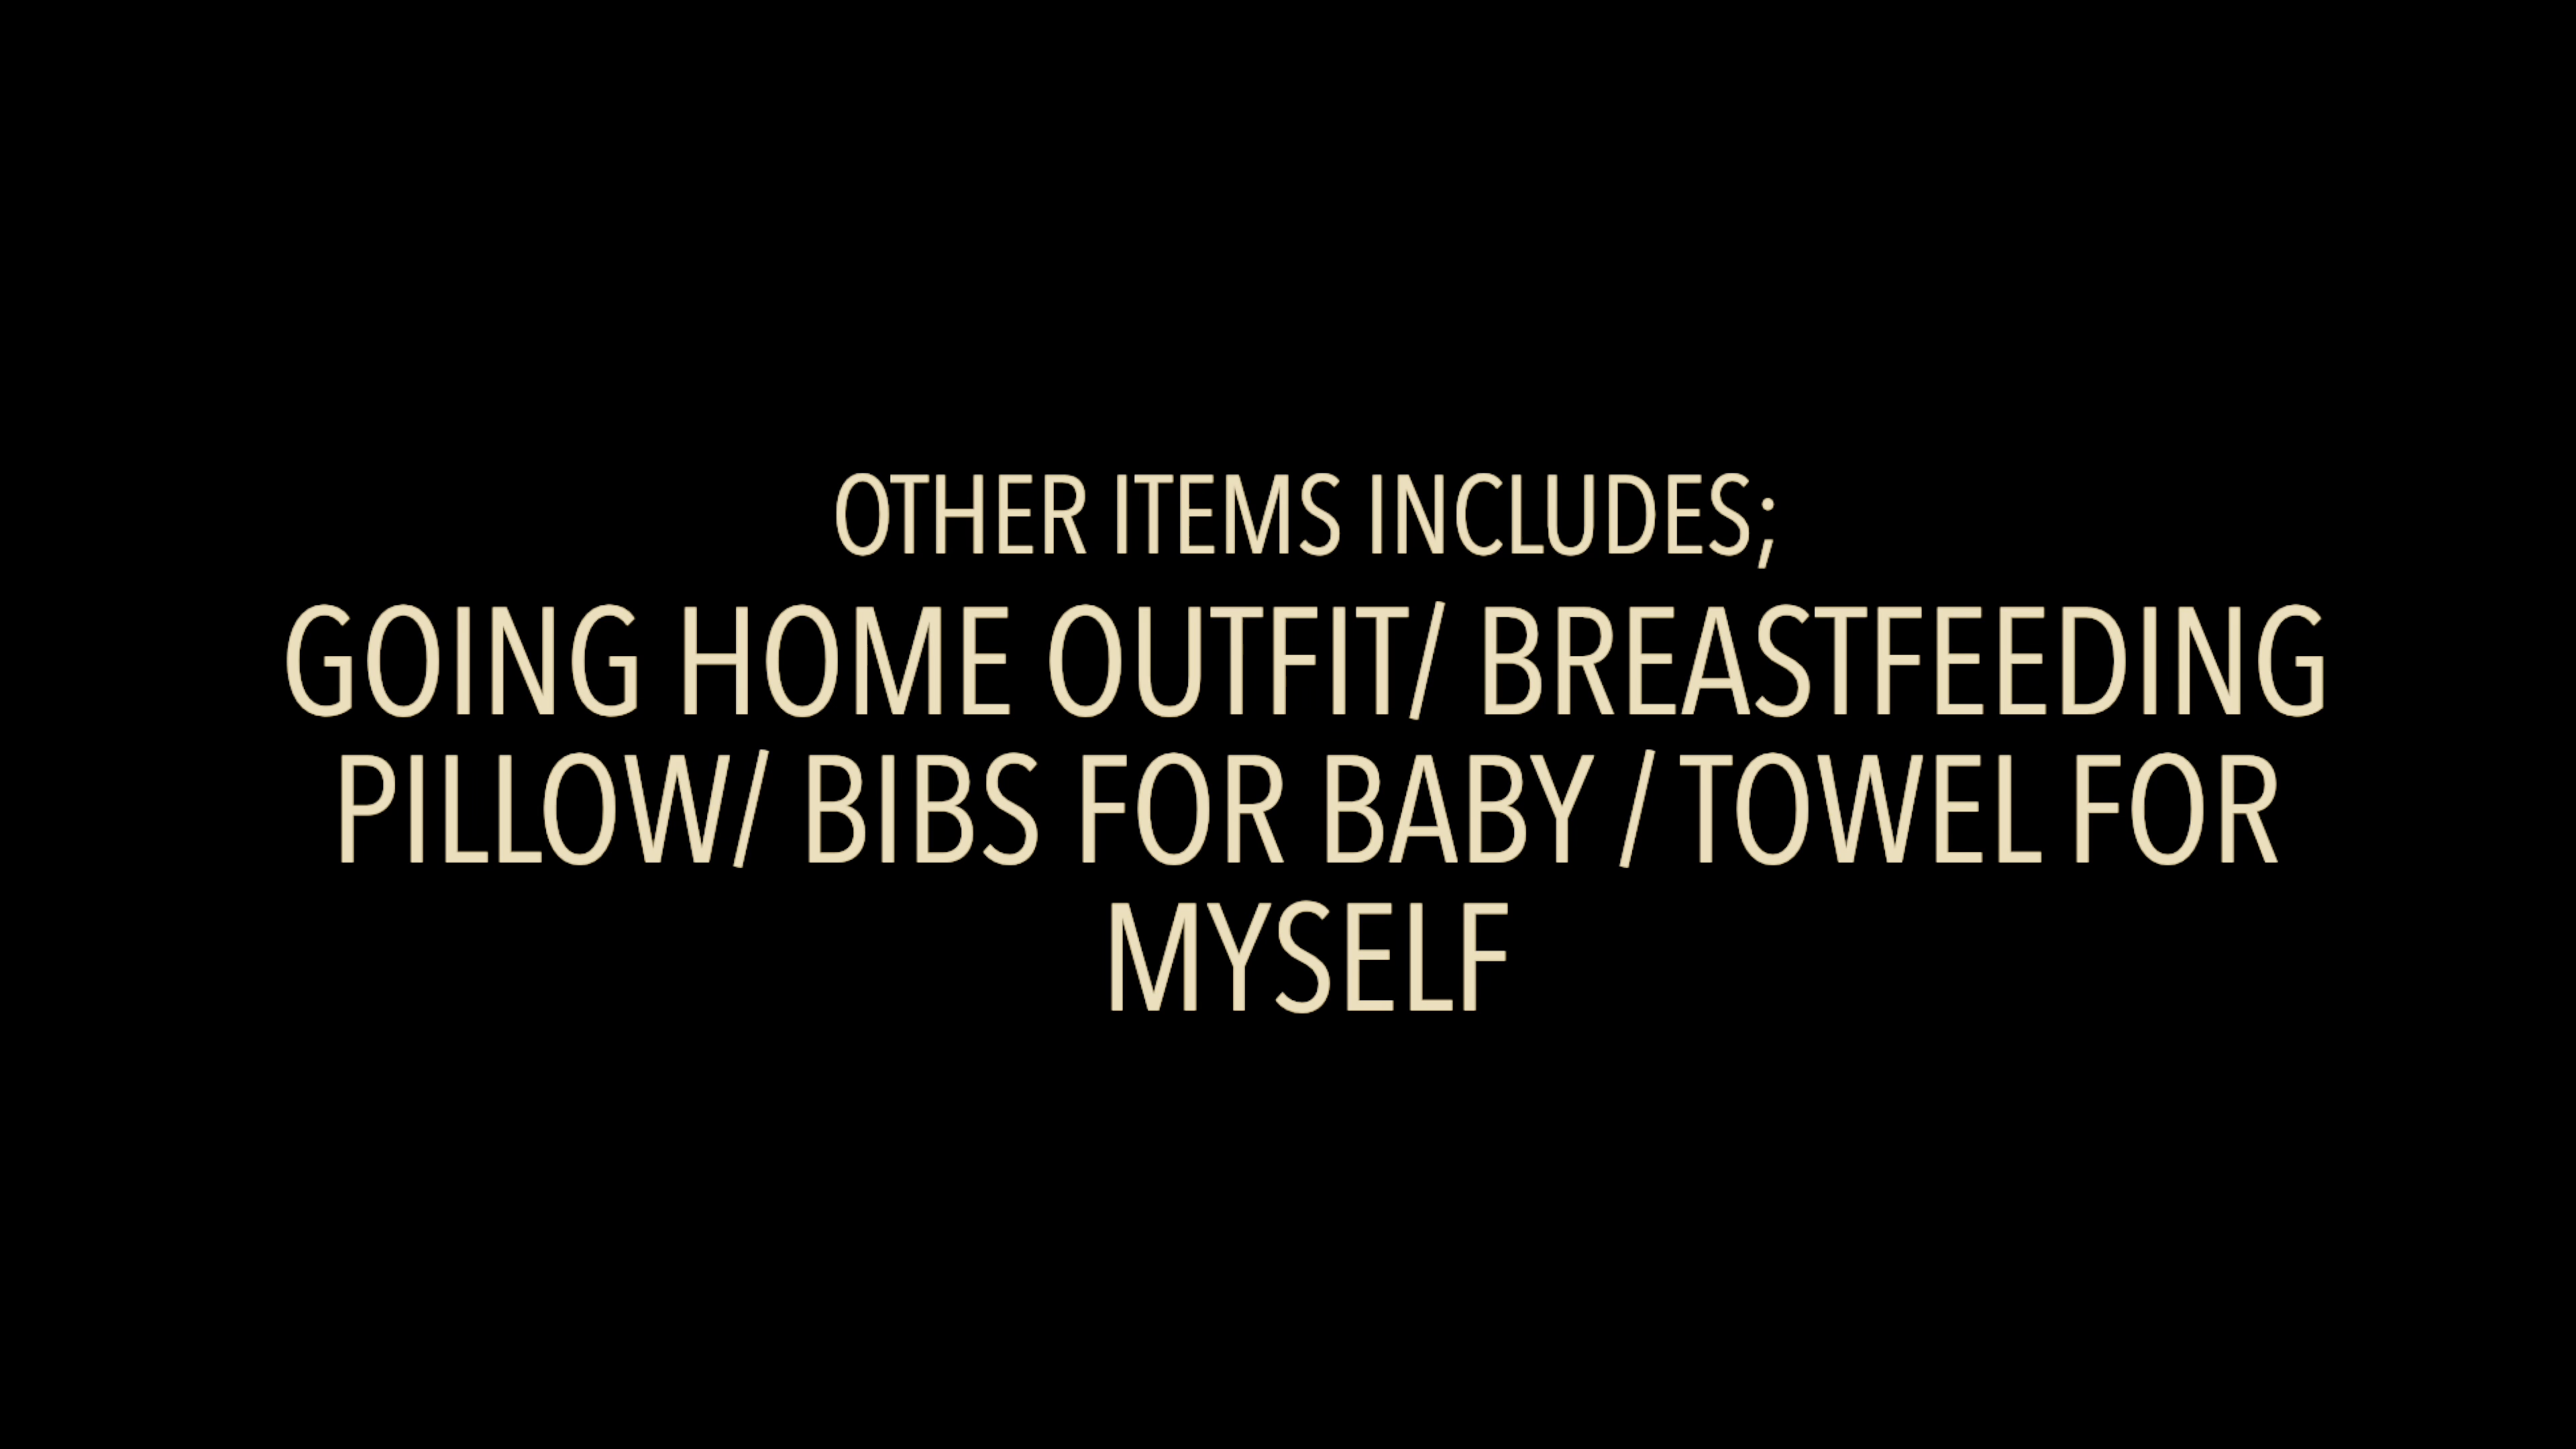 OTHER ITEMS INCLUDES;
GOING HOME OUTFIT/ BREASTFEEDING
PILLOW/ BIBS FOR BABY / TOWEL FOR
MYSELF